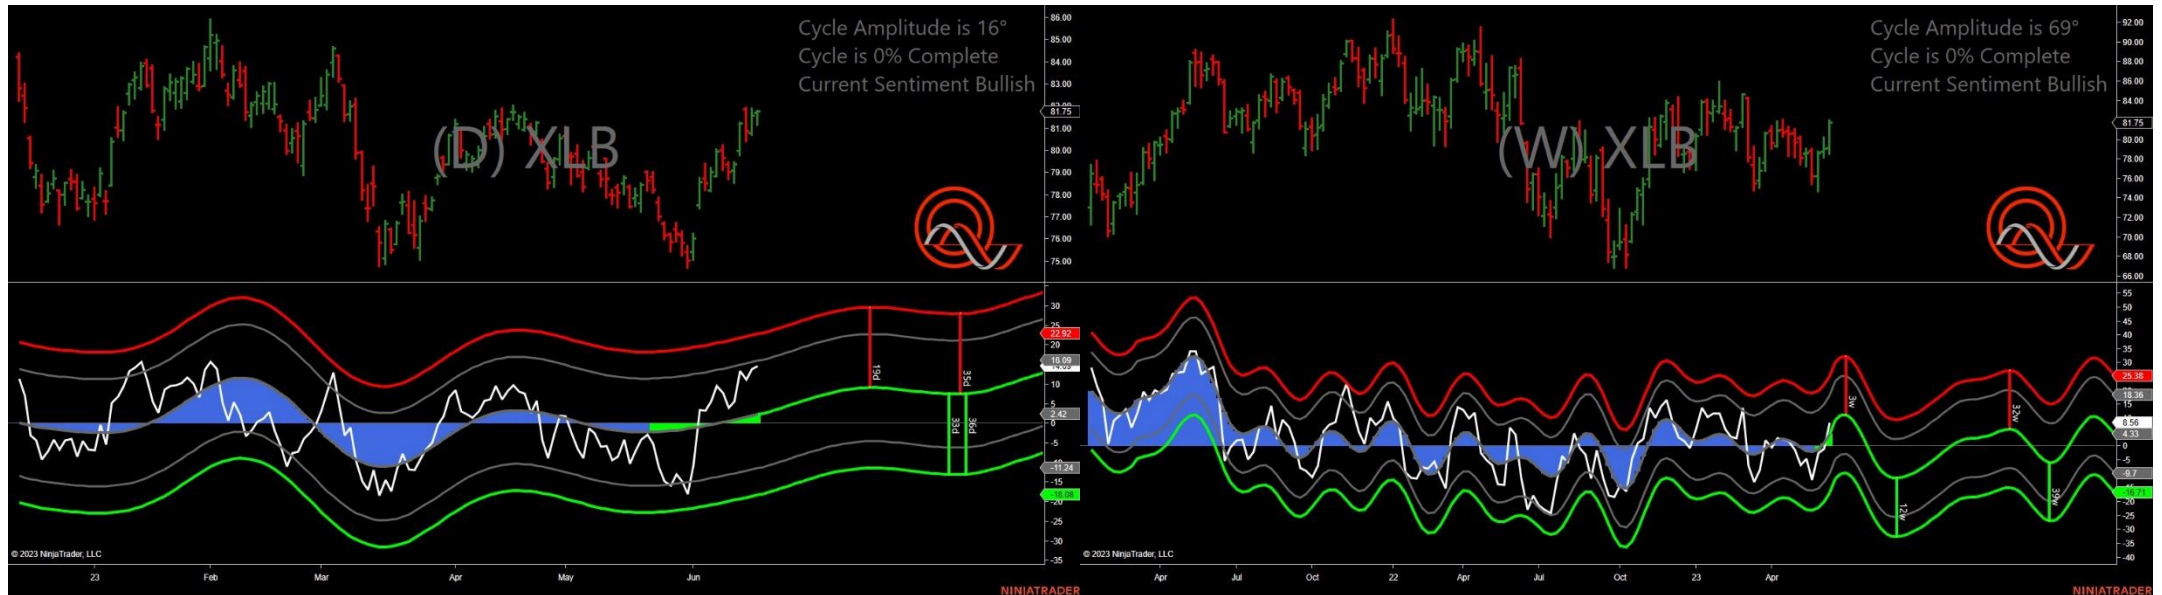 Cycle Amplitude is 16°
Cycle is 0% Complete
Current Sentiment Bullish
(D) XLB
86.00
85.00
84.00
83.00
82.00
81.75
81.00
80.00
79.00
78.00
77.00
76.00
75.00
30
25
22.92
20
16.09
14.09
10
5
2.42
0
-5
-11.24
-15
-18.08
-25
-30
-35
19d
35d
33d
36d
© 2023 NinjaTrader, LLC
23 Feb Mar Apr May Jun
NINJATRADER
Cycle Amplitude is 69°
Cycle is 0% Complete
Current Sentiment Bullish
(W) XLB
92.00
90.00
88.00
86.00
84.00
81.75
80.00
78.00
76.00
74.00
72.00
70.00
68.00
66.00
55
50
45
40
35
30
25.38
18.36
15
8.56
4.33
0
-5
-9.7
-16.71
-20
-25
-30
-35
-40
3w
32w
12w
39w
© 2023 NinjaTrader, LLC
Apr Jul Oct 22 Apr Jul Oct 23 Apr
NINJATRADER